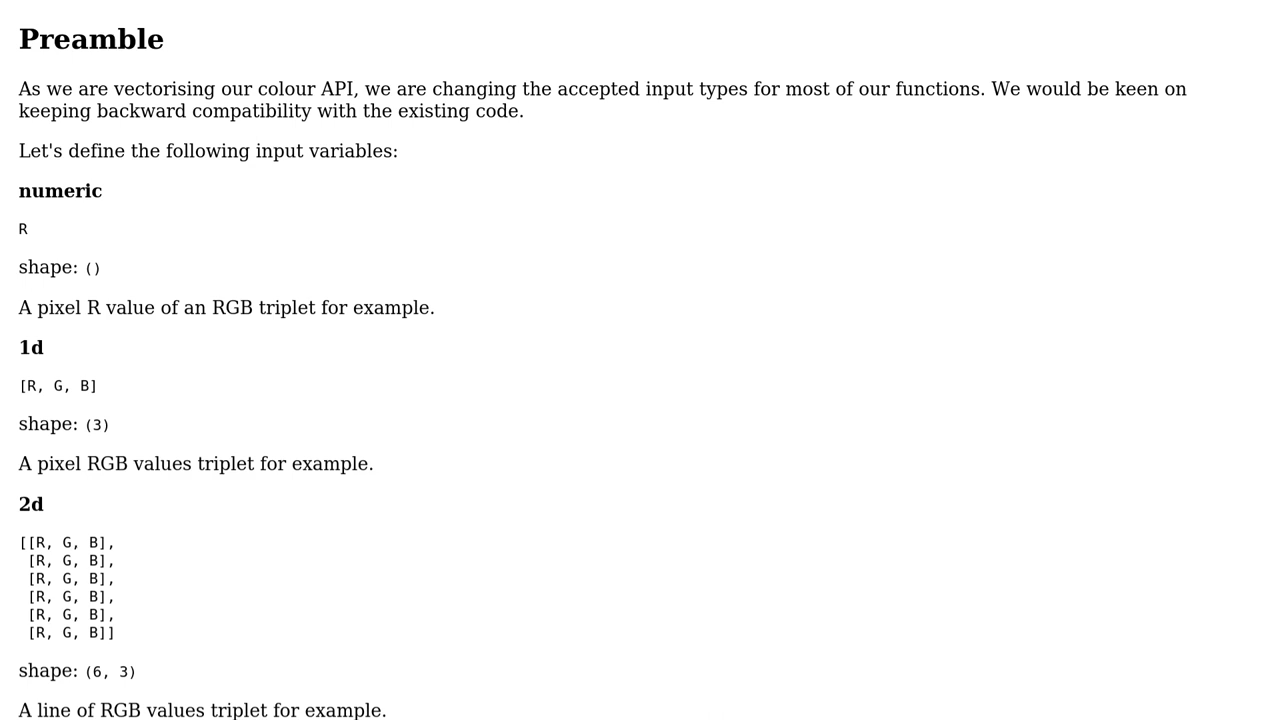 Preamble
As we are vectorising our colour API, we are changing the accepted input types for most of our functions. We would be keen on
keeping backward compatibility with the existing code.
Let's define the following input variables:
numeric
R
shape: ()
A pixel R value of an RGB triplet for example.
1d
[R, G, B]
shape: (3)
A pixel RGB values triplet for example.
2d
[[R, G, B],
 [R, G, B],
 [R, G, B],
 [R, G, B],
 [R, G, B],
 [R, G, B]]
shape: (6, 3)
A line of RGB values triplet for example.